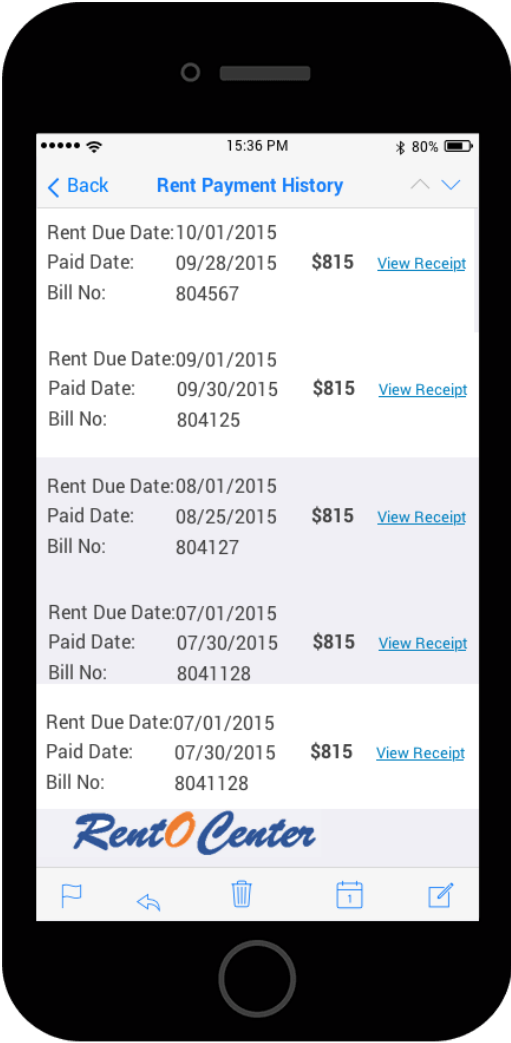 15:36 PM
80%
Back
Rent Payment History
Rent Due Date:10/01/2015
Paid Date: 09/28/2015 $815 View Receipt
Bill No: 804567
Rent Due Date:09/01/2015
Paid Date: 09/30/2015 $815 View Receipt
Bill No: 804125
Rent Due Date:08/01/2015
Paid Date: 08/25/2015 $815 View Receipt
Bill No: 804127
Rent Due Date:07/01/2015
Paid Date: 07/30/2015 $815 View Receipt
Bill No: 8041128
Rent Due Date:07/01/2015
Paid Date: 07/30/2015 $815 View Receipt
Bill No: 8041128
RentOCenter
1